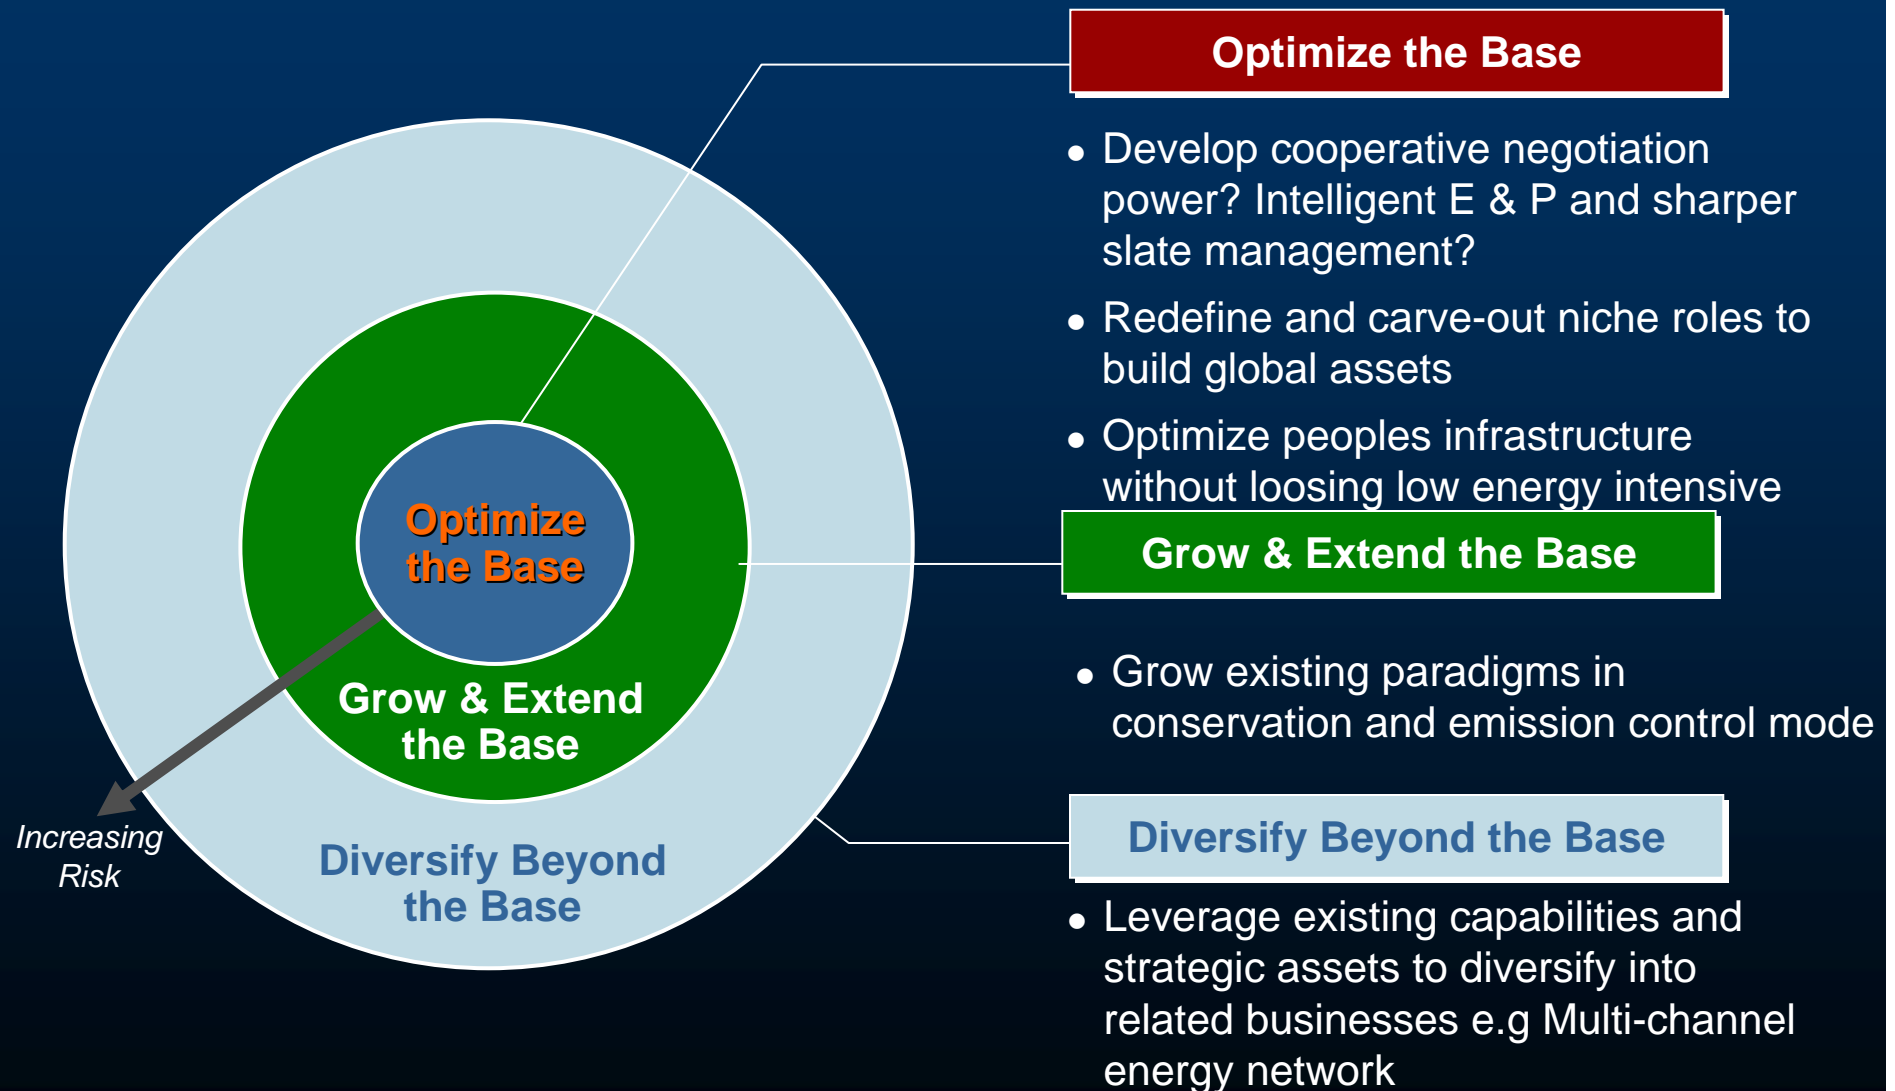 Optimize the Base
● Develop cooperative negotiation
power? Intelligent E & P and sharper
slate management?
● Redefine and carve-out niche roles to
build global assets
● Optimize peoples infrastructure
without loosing low energy intensive
Grow & Extend the Base
● Grow existing paradigms in
conservation and emission control mode
Diversify Beyond the Base
● Leverage existing capabilities and
strategic assets to diversify into
related businesses e.g Multi-channel
energy network
Optimize
the Base
Grow & Extend
the Base
Diversify Beyond
the Base
Increasing
Risk